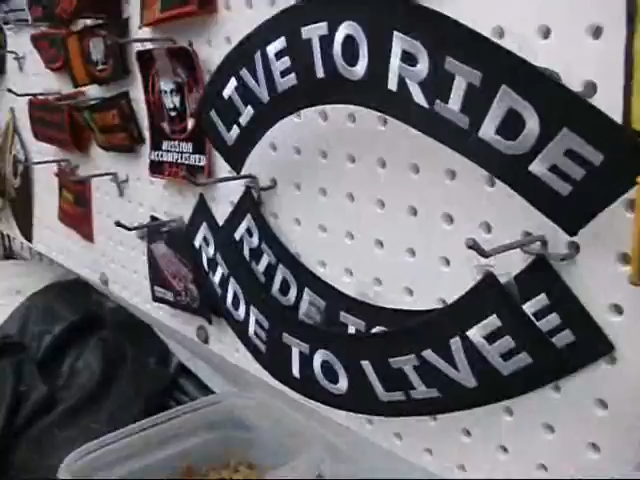 LIVE TO RIDE
MISSION
ACCOMPLISHED
RIDE TO
E
RIDE TO LIVE